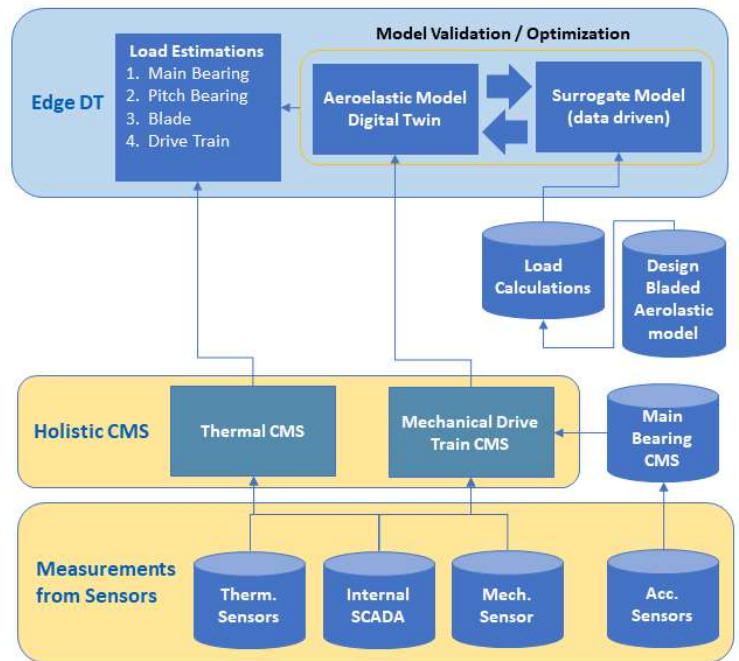 Model Validation / Optimization
Edge DT
Load Estimations
1. Main Bearing
2. Pitch Bearing
3. Blade
4. Drive Train
Aeroelastic Model
Digital Twin
Surrogate Model
(data driven)
Load
Calculations
Design
Bladed
Aerolastic
model
Holistic CMS
Thermal CMS
Mechanical Drive
Train CMS
Main
Bearing
CMS
Measurements
from Sensors
Therm.
Sensors
Internal
SCADA
Mech.
Sensor
Acc.
Sensors